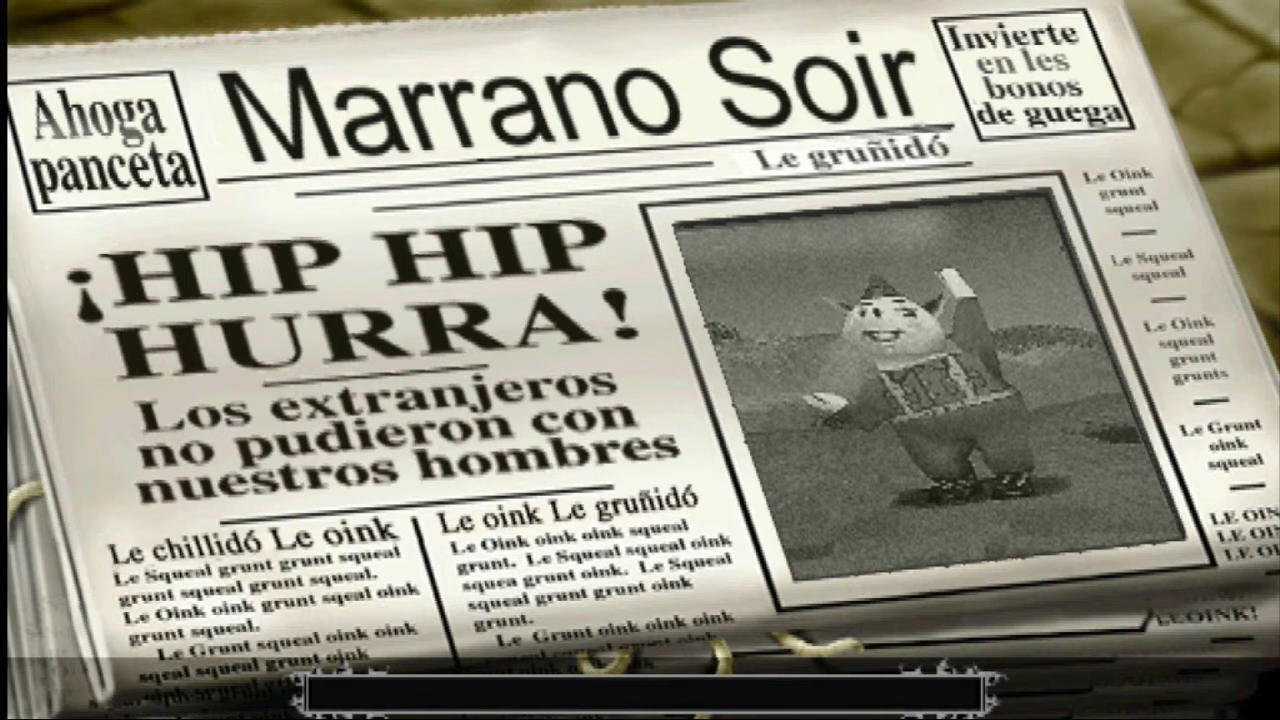 Ahoga
panceta
Marrano Soir
Invierte
en les
bonos
de guega
Le gruñidó
¡HIP HIP
HURRA!
Los extranjeros
no pudieron con
nuestros hombres
Le chillidó Le oink
Le Squeal grunt grunt squeal
grunt squeal grunt squeal.
Le Oink oink grunt sqeal oink
grunt squeal.
Le Grunt squeal oink oink
sqeal squeal grunt oink
Le oink Le gruñidó
Le Oink oink oink squeal
grunt. Le Squeal squeal oink
squea grunt oink. Le Squeal
squeal grunt grunt oink
grunt.
Le Grunt oink oink oink
Le Oink
grunt
squeal
Le Squeal
squeal
Le Oink
squeal
grunt
grunts
Le Grunt
oink
squeal
LE OIN
LE OI
LE O
LE OINK!